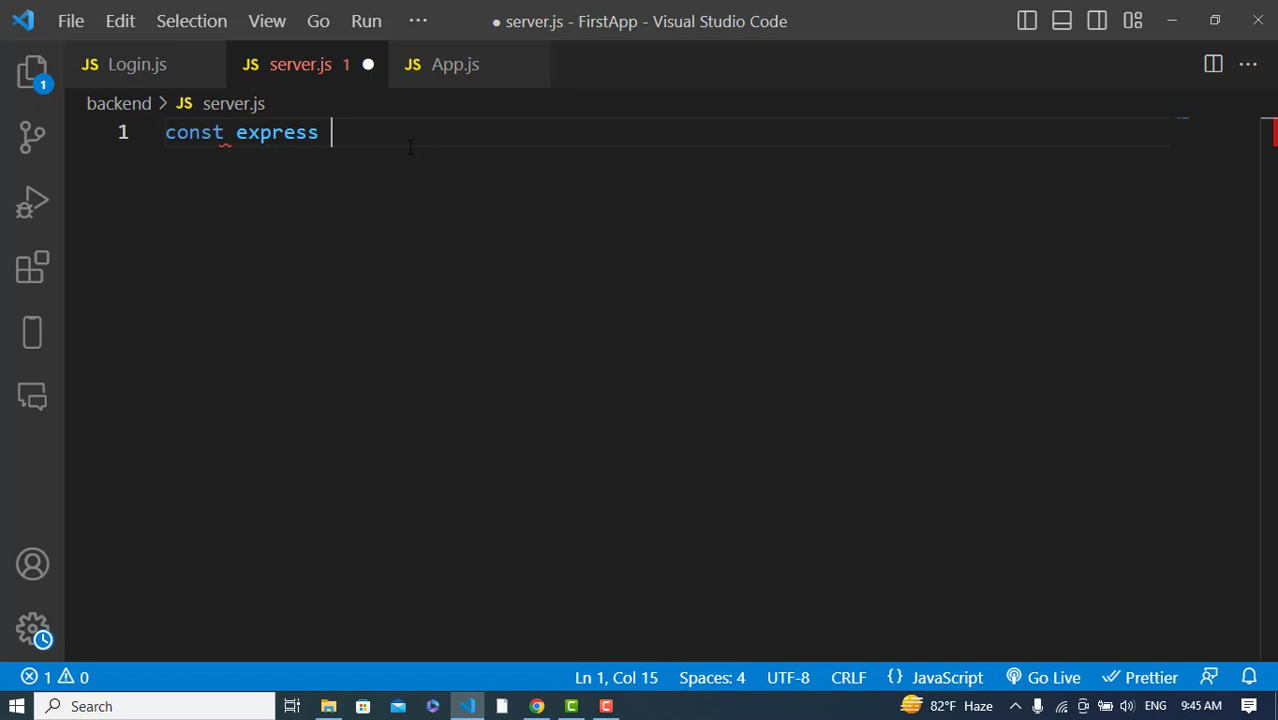 File Edit Selection View Go Run ··· ● server.js - FirstApp - Visual Studio Code
JS Login.js JS server.js 1 JS App.js ···
1
backend > JS server.js
1 const express
1 0 Ln 1, Col 15 Spaces: 4 UTF-8 CRLF {} JavaScript Go Live Prettier
Search 82°F Haze ENG 9:45 AM